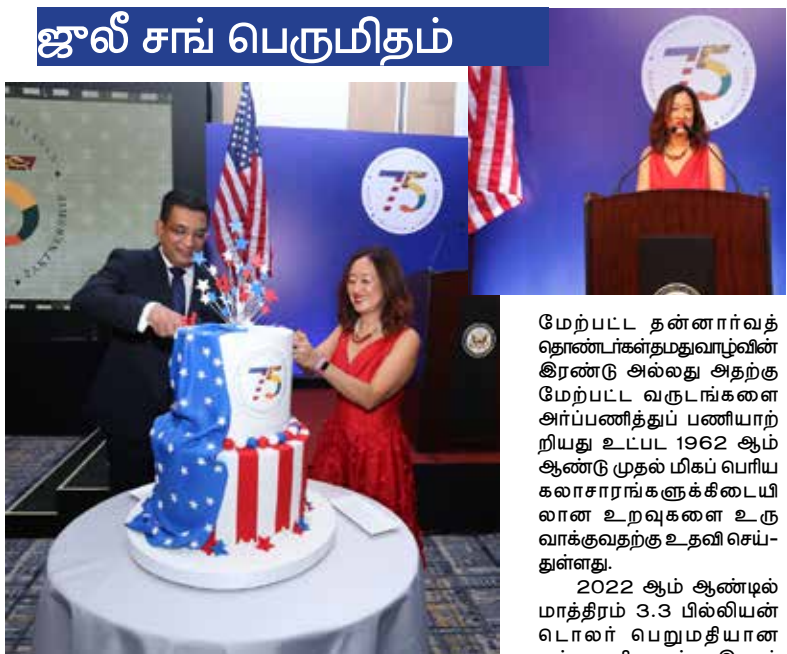 ஜுலீ சங் பெருமிதம்
75
75
75
PARTNERSHIP
மேற்பட்ட தன்னார்வத்
தொண்டர்கள்தமதுவாழ்வின்
இரண்டு அல்லது அதற்கு
மேற்பட்ட வருடங்களை
அர்ப்பணித்துப் பணியாற்
றியது உட்பட 1962 ஆம்
ஆண்டு முதல் மிகப் பெரிய
கலாசாரங்களுக்கிடையி
லான உறவுகளை உரு
வாக்குவதற்கு உதவி செய்-
துள்ளது.
2022 ஆம் ஆண்டில்
மாத்திரம் 3.3 பில்லியன்
டொலர் பெறுமதியான